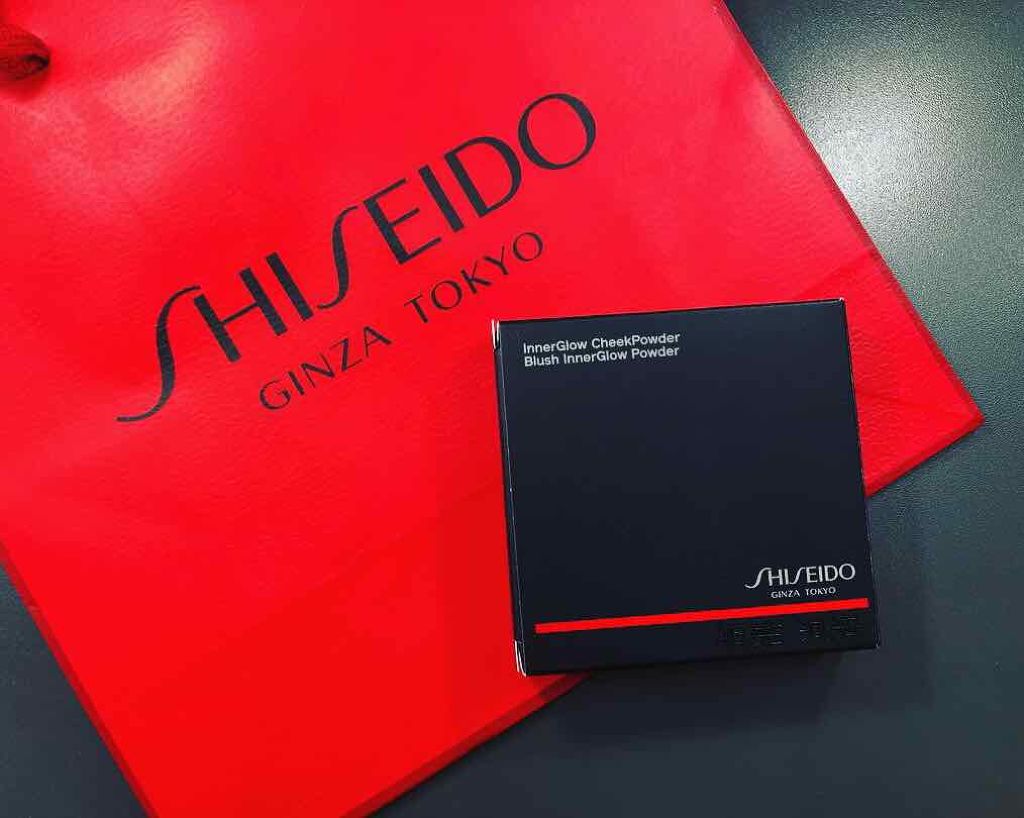 SHISEIDO
GINZA TOKYO
InnerGlow CheekPowder
Blush InnerGlow Powder
SHISEIDO
GINZA TOKYO